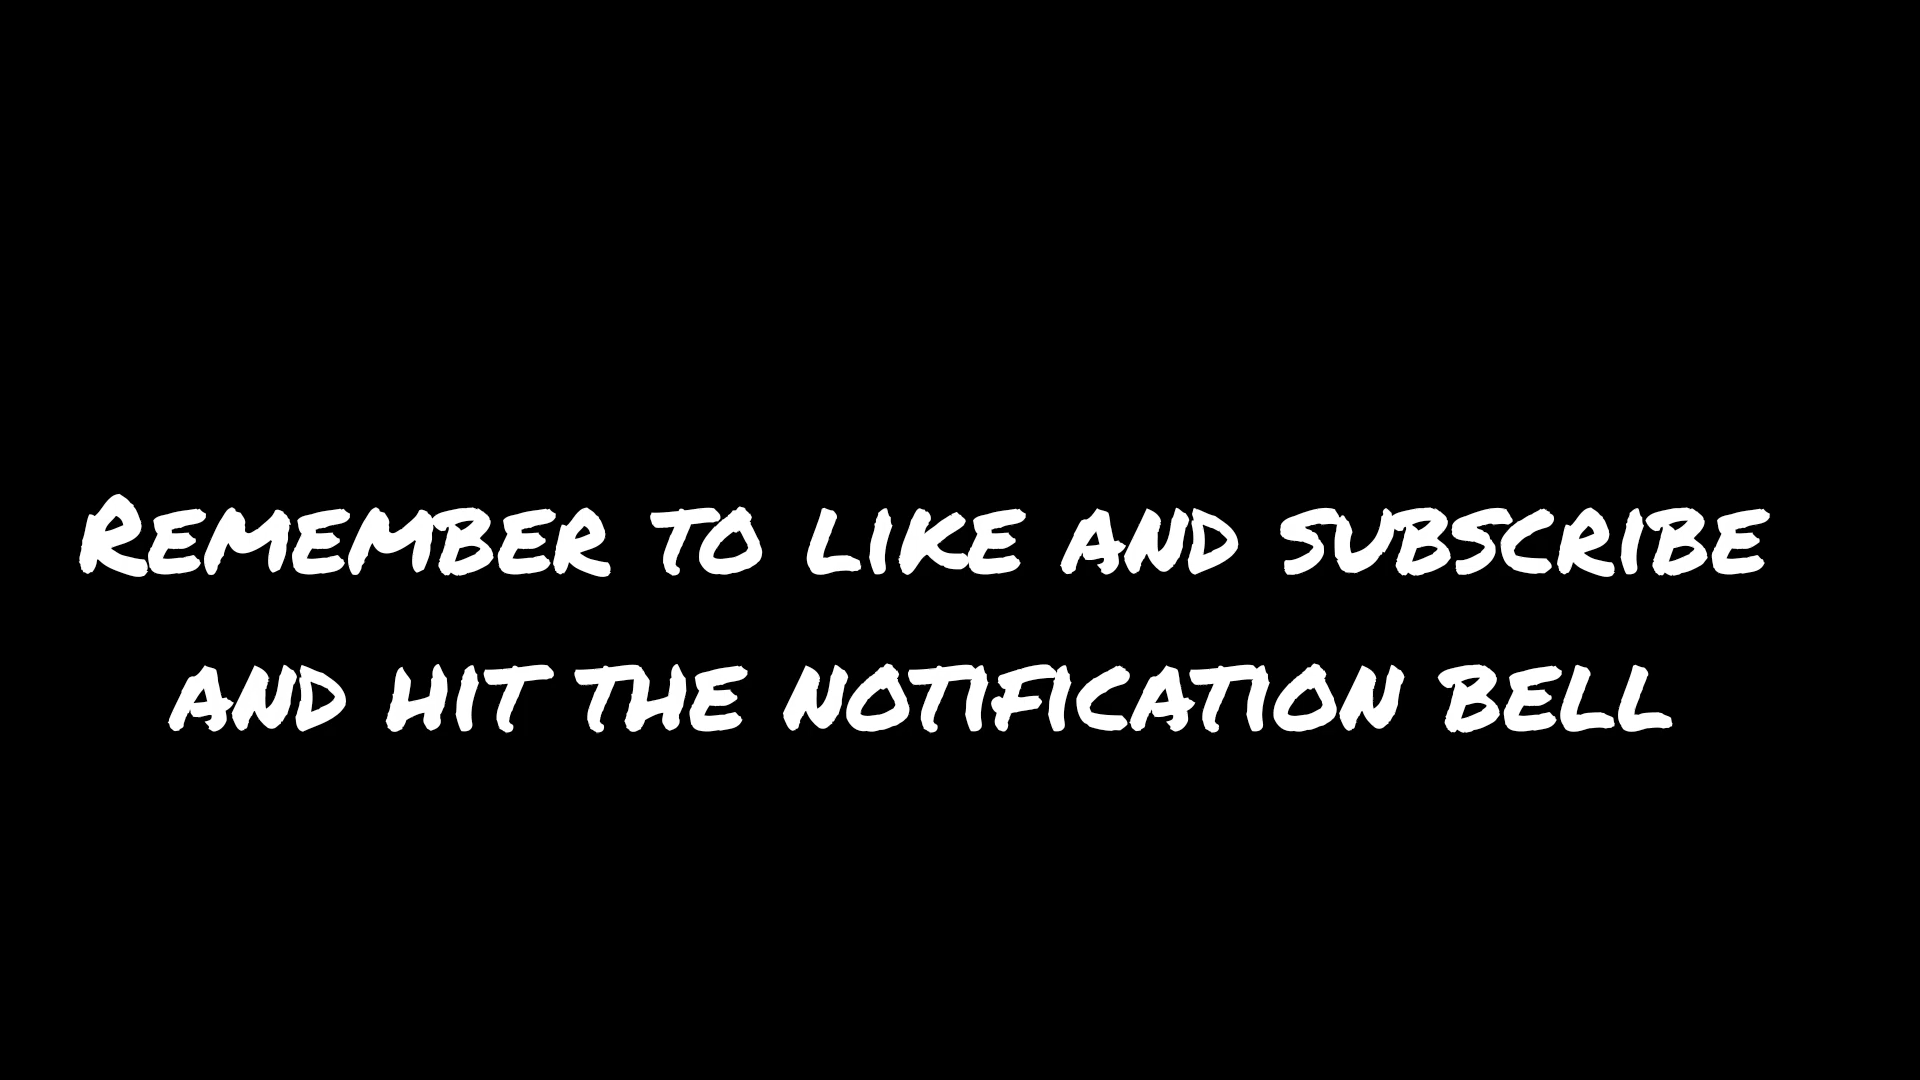 Remember to like and subscribe
and hit the notification bell